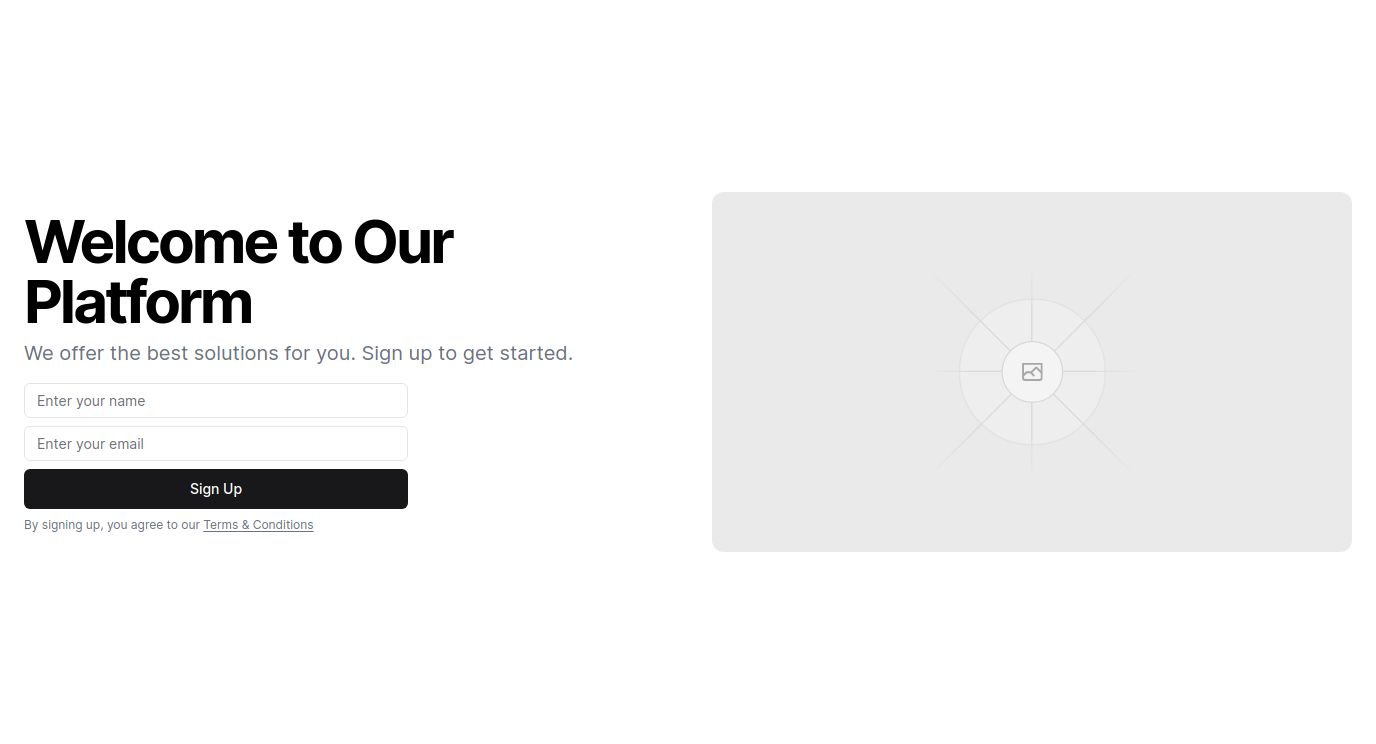 Welcome to Our
Platform
We offer the best solutions for you. Sign up to get started.
Enter your name
Enter your email
Sign Up
By signing up, you agree to our Terms & Conditions